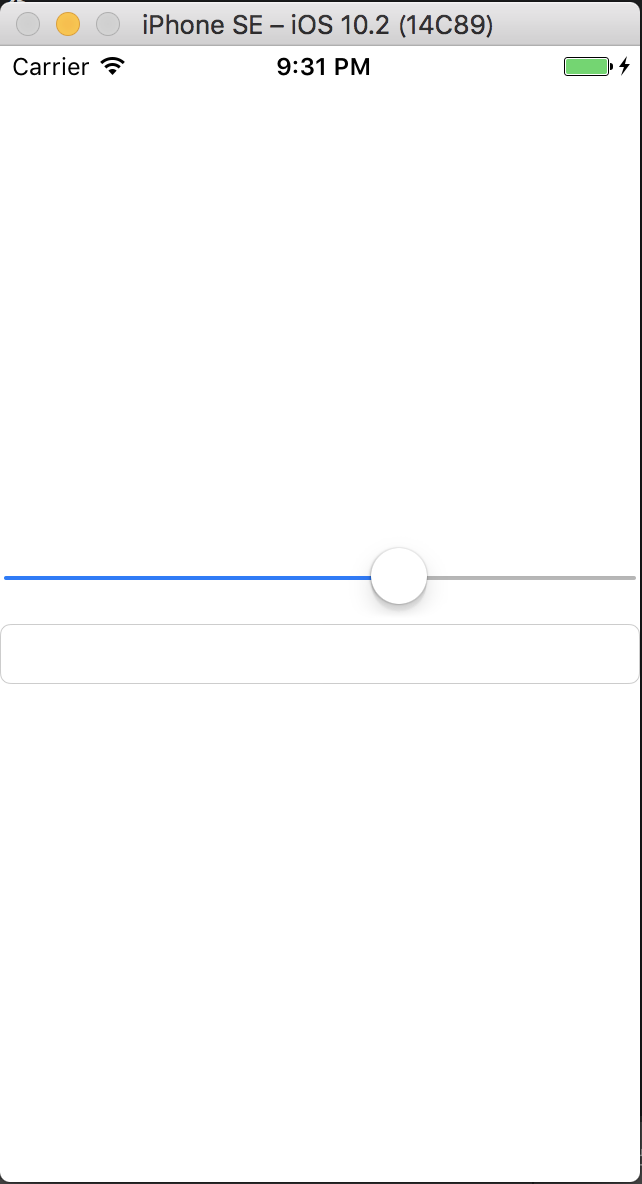 iPhone SE – iOS 10.2 (14C89)
Carrier 9:31 PM